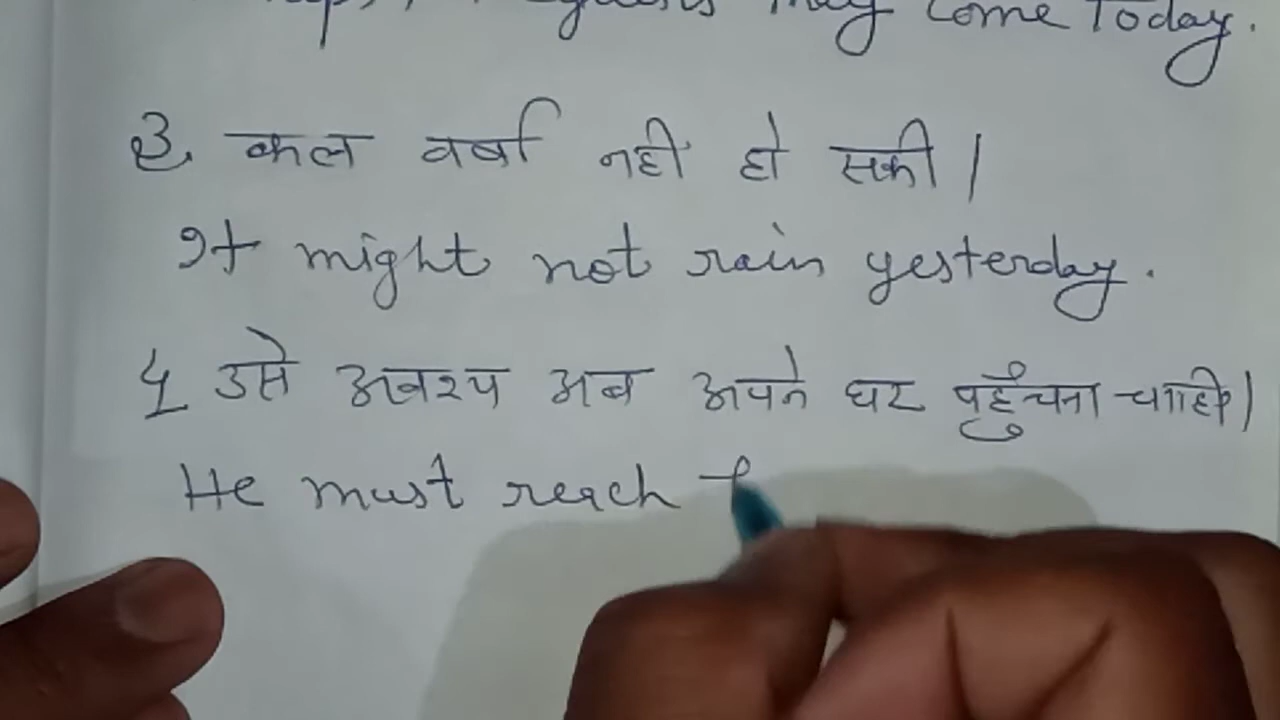 guests may come Today.
3, कल वर्षा नही हो सकी।
It might not rain yesterday.
4 उसे अवश्य अब अपने घर पहुँचना चाहिए।
He must reach